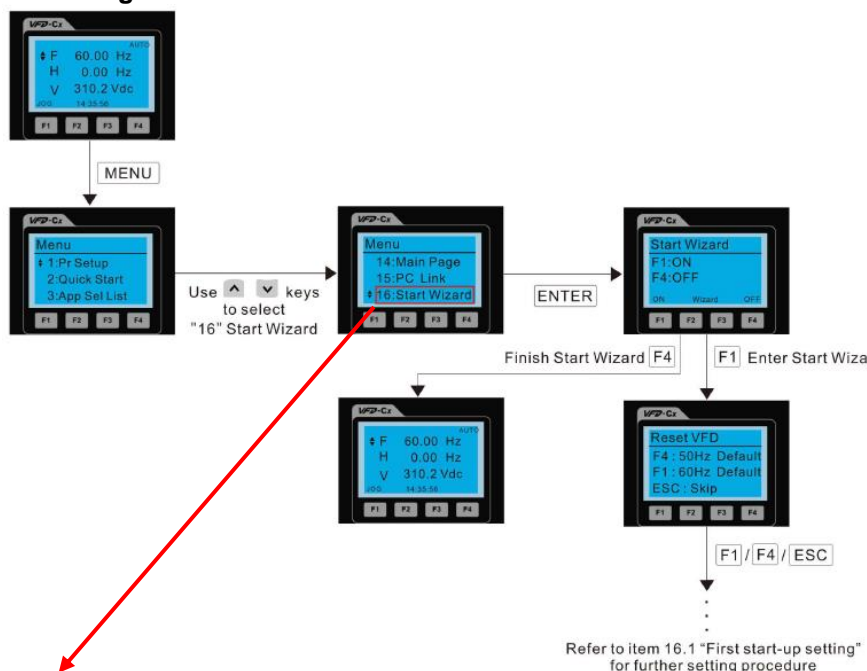 VFD-Cx
AUTO
F 60.00 Hz
H 0.00 Hz
V 310.2 Vdc
JOG 14:35:56
F1 F2 F3 F4
MENU
VFD-Cx
Menu
1:Pr Setup
2:Quick Start
3:App Sel List
F1 F2 F3 F4
Use ^ v keys
to select
"16" Start Wizard
VFD-Cx
Menu
14:Main Page
15:PC Link
16:Start Wizard
F1 F2 F3 F4
ENTER
VFD-Cx
Start Wizard
F1:ON
F4:OFF
ON Wizard OFF
F1 F2 F3 F4
Finish Start Wizard F4
F1 Enter Start Wiza
VFD-Cx
AUTO
F 60.00 Hz
H 0.00 Hz
V 310.2 Vdc
JOG 14:35:56
F1 F2 F3 F4
VFD-Cx
Reset VFD
F4: 50Hz Default
F1: 60Hz Default
ESC: Skip
F1 F2 F3 F4
F1 / F4 / ESC
Refer to item 16.1 "First start-up setting"
for further setting procedure